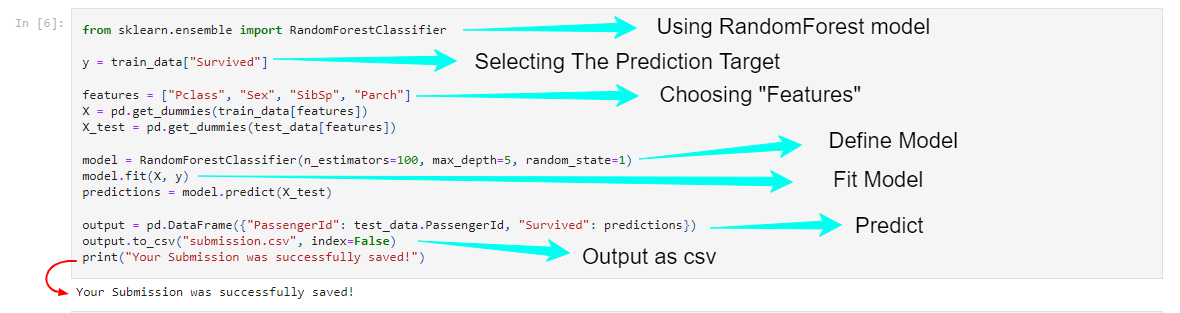 In [6]:
from sklearn.ensemble import RandomForestClassifier
Using RandomForest model
y = train_data["Survived"]
Selecting The Prediction Target
features = ["Pclass", "Sex", "SibSp", "Parch"]
Choosing "Features"
X = pd.get_dummies(train_data[features])
X_test = pd.get_dummies(test_data[features])
Define Model
model = RandomForestClassifier(n_estimators=100, max_depth=5, random_state=1)
model.fit(X, y)
Fit Model
predictions = model.predict(X_test)
output = pd.DataFrame({"PassengerId": test_data.PassengerId, "Survived": predictions})
Predict
output.to_csv("submission.csv", index=False)
Output as csv
print("Your Submission was successfully saved!")
Your Submission was successfully saved!